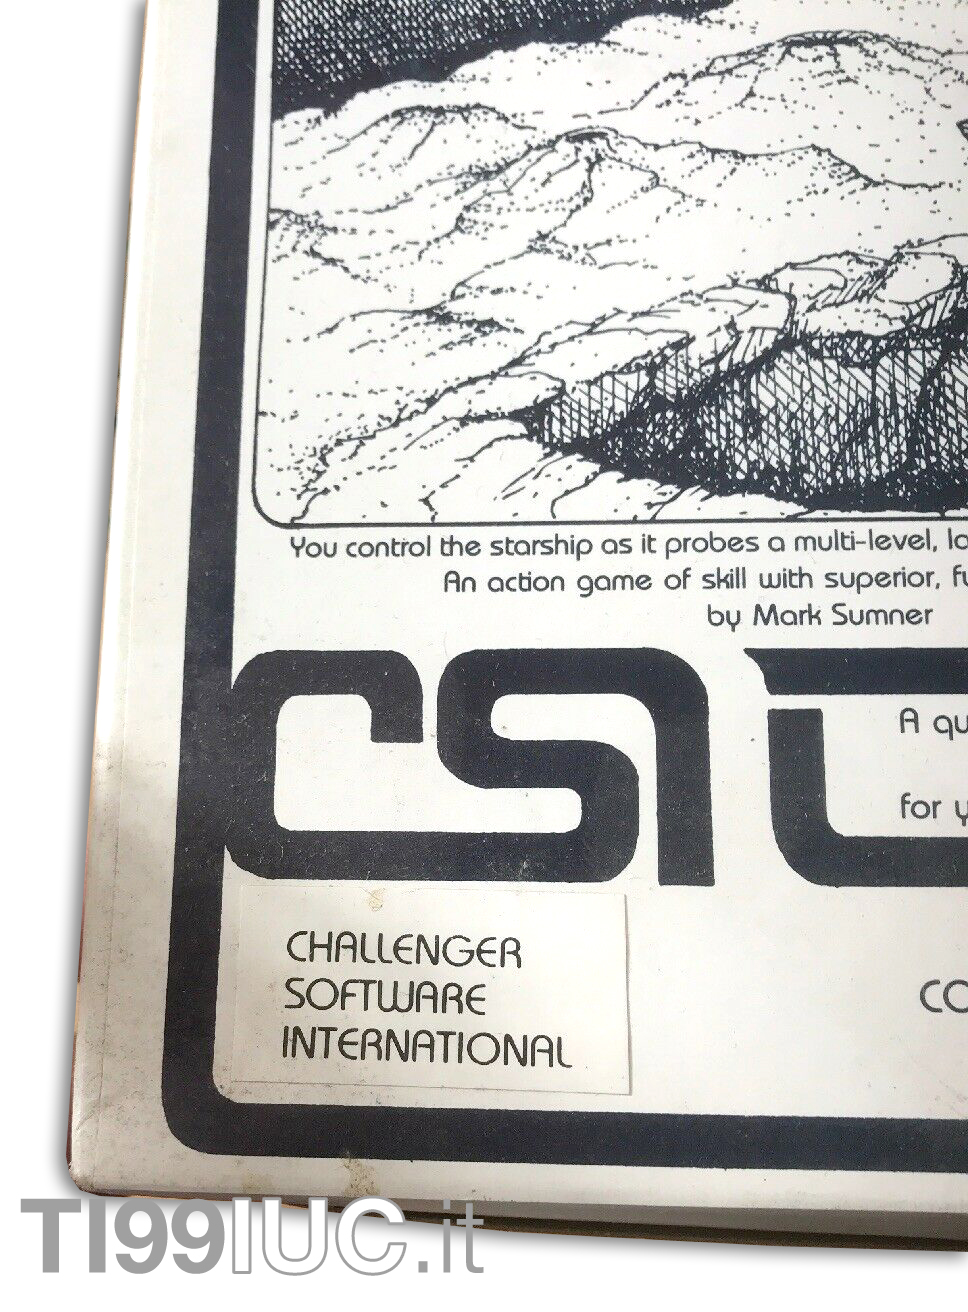 You control the starship as it probes a multi-level,
An action game of skill with superior,
by Mark Sumner
CSI
A
for
CHALLENGER
SOFTWARE
INTERNATIONAL
TI99IUC.it